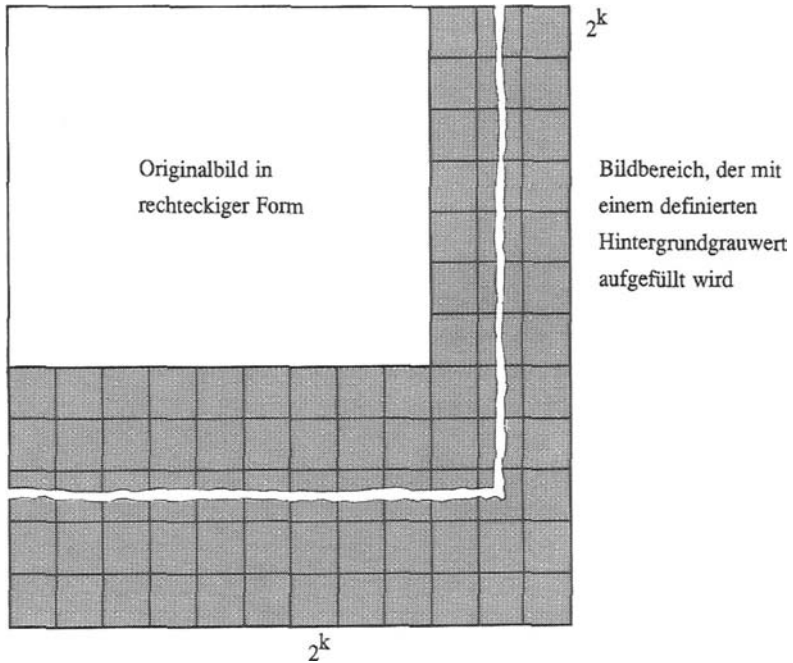 2^k
Originalbild in
rechteckiger Form
Bildbereich, der mit
einem definierten
Hintergrundgrauwert
aufgefüllt wird
2^k